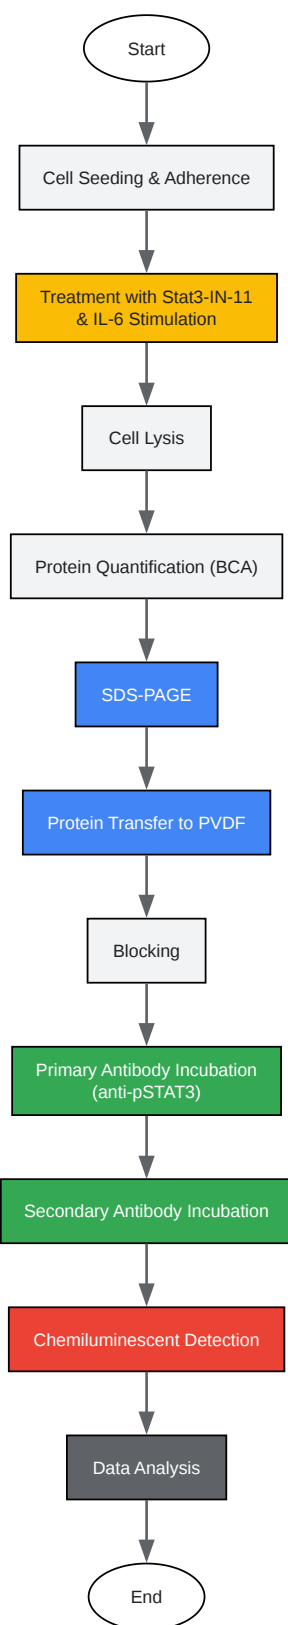 Start
Cell Seeding & Adherence
Treatment with Stat3-IN-11
& IL-6 Stimulation
Cell Lysis
Protein Quantification (BCA)
SDS-PAGE
Protein Transfer to PVDF
Blocking
Primary Antibody Incubation
(anti-pSTAT3)
Secondary Antibody Incubation
Chemiluminescent Detection
Data Analysis
End